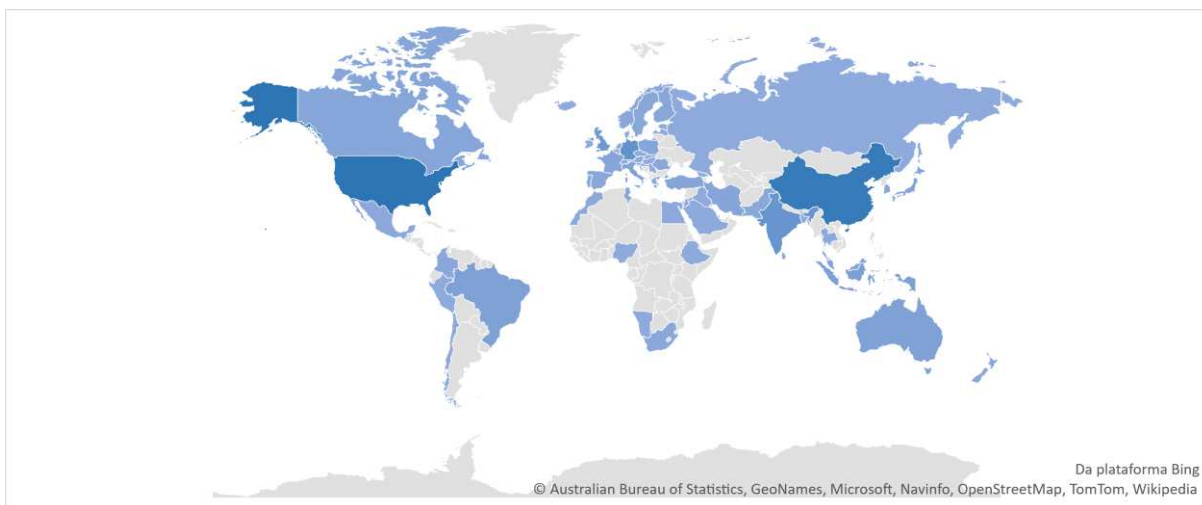 Da plataforma Bing
© Australian Bureau of Statistics, GeoNames, Microsoft, Navinfo, OpenStreetMap, TomTom, Wikipedia